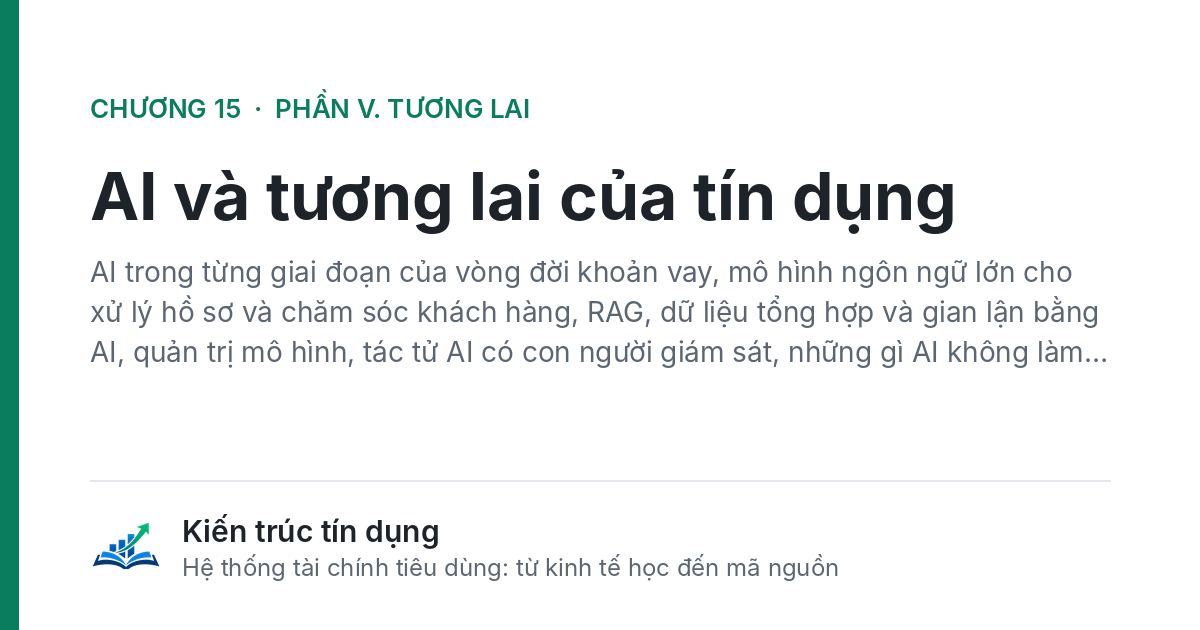 CHƯƠNG 15 · PHẦN V. TƯƠNG LAI
AI và tương lai của tín dụng
AI trong từng giai đoạn của vòng đời khoản vay, mô hình ngôn ngữ lớn cho
xử lý hồ sơ và chăm sóc khách hàng, RAG, dữ liệu tổng hợp và gian lận bằng
AI, quản trị mô hình, tác tử AI có con người giám sát, những gì AI không làm…
Kiến trúc tín dụng
Hệ thống tài chính tiêu dùng: từ kinh tế học đến mã nguồn